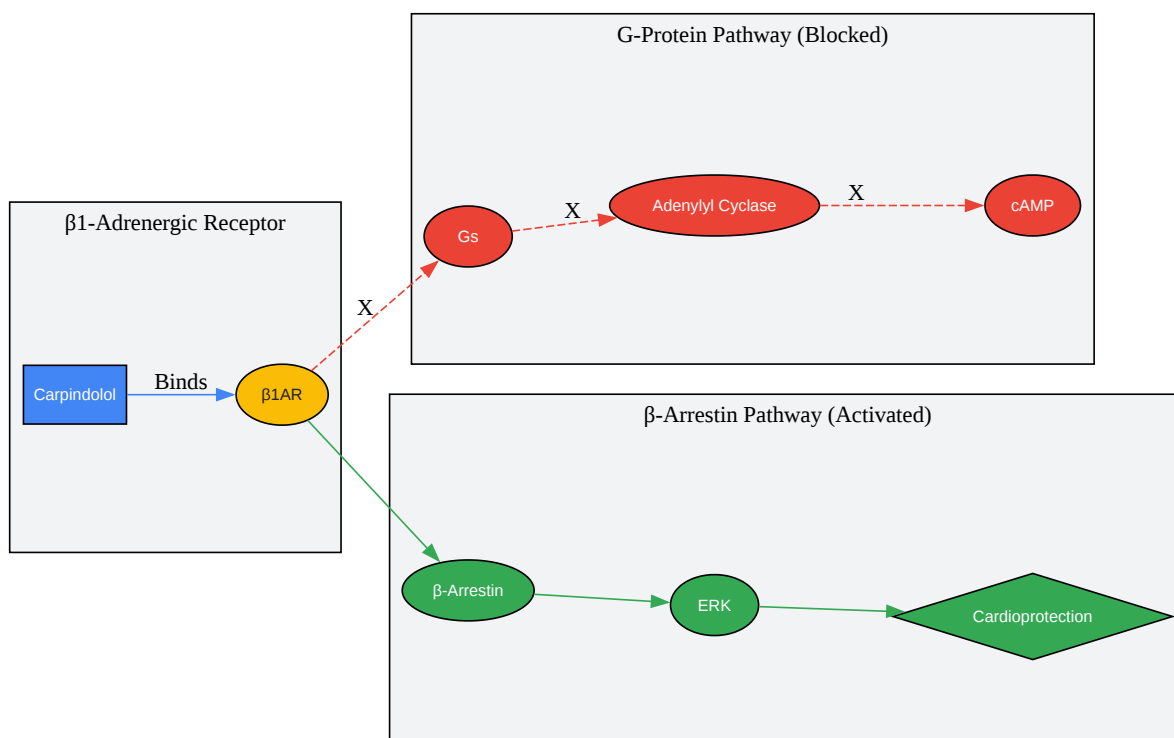 G-Protein Pathway (Blocked)
X
Adenylyl Cyclase
X
cAMP
Gs
β1-Adrenergic Receptor
X
Carpindolol
Binds
β1AR
β-Arrestin Pathway (Activated)
β-Arrestin
ERK
Cardioprotection